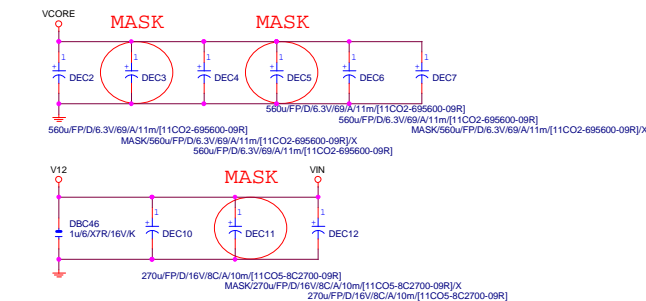 VCORE
MASK MASK
1 1 1 1 1 1
+ + + + + +
DEC2 DEC3 DEC4 DEC5 DEC6 DEC7
560u/FP/D/6.3V/69/A/11m/[11CO2-695600-09R]
560u/FP/D/6.3V/69/A/11m/[11CO2-695600-09R]
560u/FP/D/6.3V/69/A/11m/[11CO2-695600-09R] MASK/560u/FP/D/6.3V/69/A/11m/[11CO2-695600-09R]/X
MASK/560u/FP/D/6.3V/69/A/11m/[11CO2-695600-09R]/X
560u/FP/D/6.3V/69/A/11m/[11CO2-695600-09R]
V12 MASK VIN
1 1 1
+ + +
DBC46
1u/6/X7R/16V/K DEC10 DEC11 DEC12
270u/FP/D/16V/8C/A/10m/[11CO5-8C2700-09R]
MASK/270u/FP/D/16V/8C/A/10m/[11CO5-8C2700-09R]/X
270u/FP/D/16V/8C/A/10m/[11CO5-8C2700-09R]